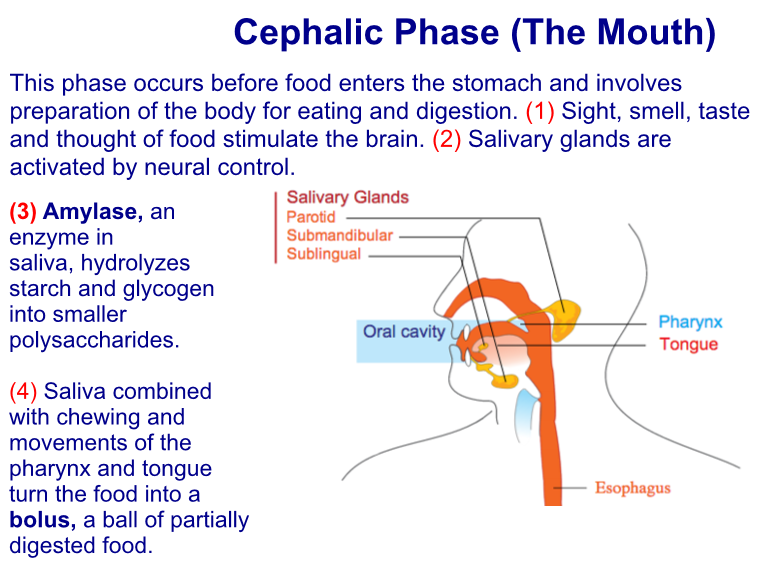 Cephalic Phase (The Mouth)
This phase occurs before food enters the stomach and involves
preparation of the body for eating and digestion. (1) Sight, smell, taste
and thought of food stimulate the brain. (2) Salivary glands are
activated by neural control.
(3) Amylase, an
enzyme in
saliva, hydrolyzes
starch and glycogen
into smaller
polysaccharides.
(4) Saliva combined
with chewing and
movements of the
pharynx and tongue
turn the food into a
bolus, a ball of partially
digested food.
Salivary Glands
Parotid
Submandibular
Sublingual
Oral cavity
Pharynx
Tongue
Esophagus